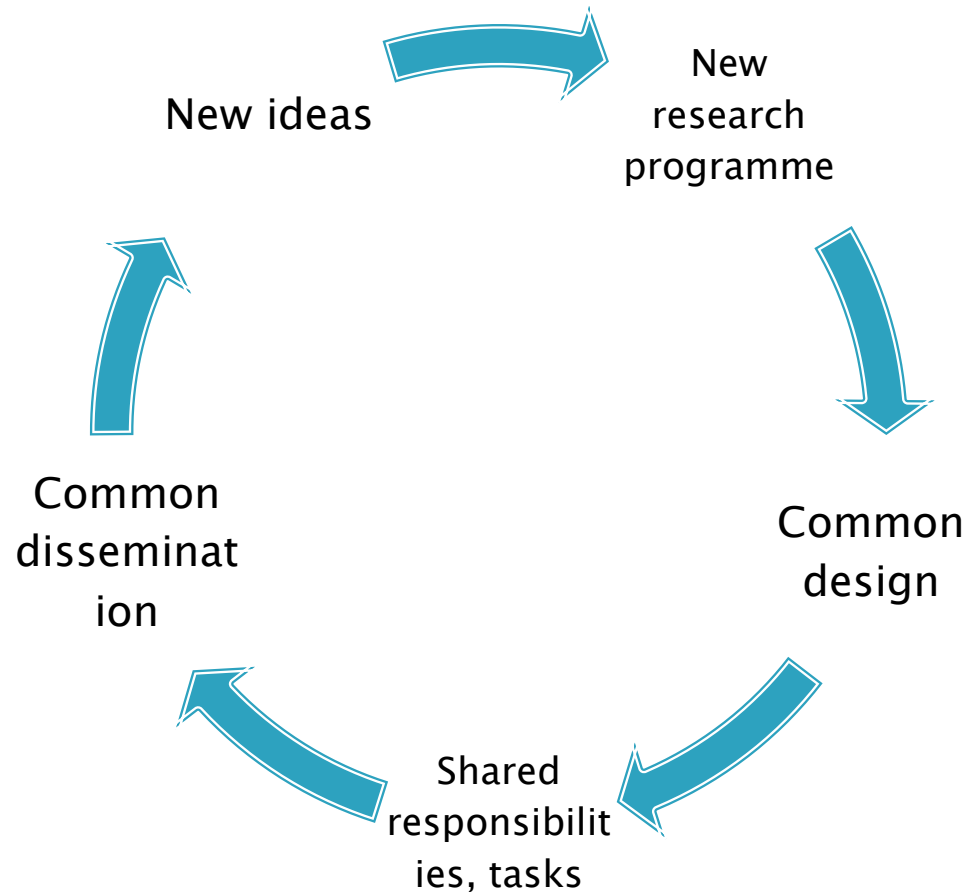 New ideas
New
research
programme
Common
design
Shared
responsibilit
ies, tasks
Common
disseminat
ion